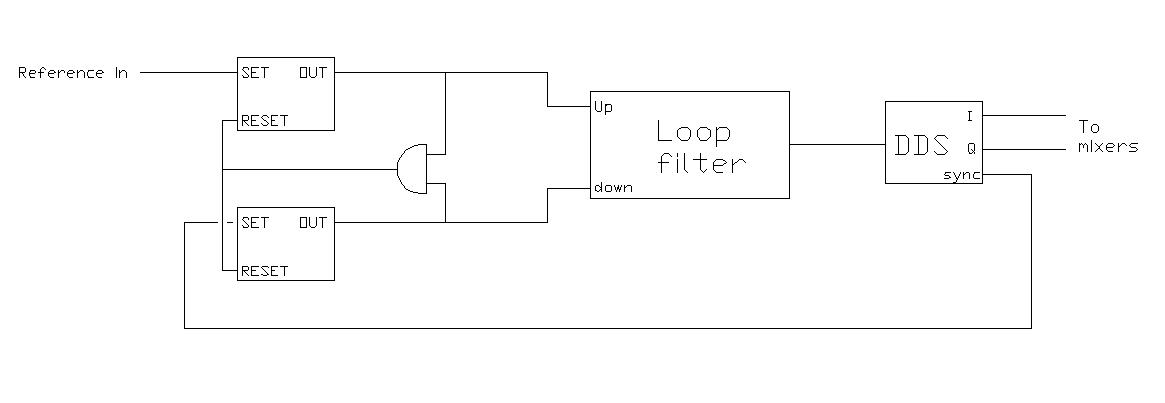 Reference In
SET OUT
RESET
SET OUT
RESET
Up
Loop
filter
down
DDS
I
Q
sync
To
mIxers